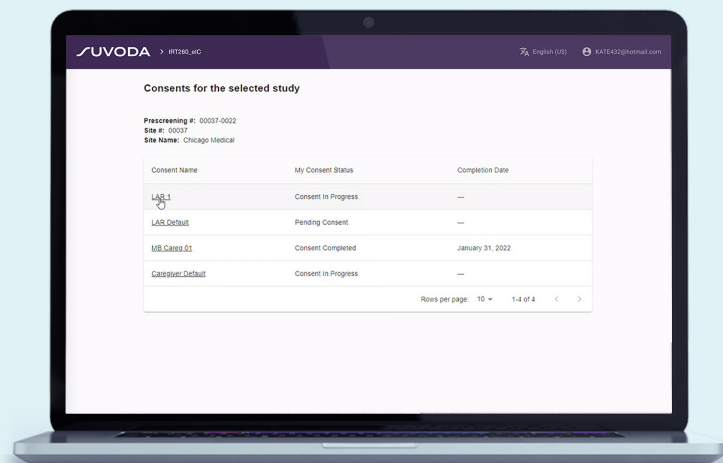 SUVODA > IRT260_eIC English (US) KATE432@hotmail.com
Consents for the selected study
Prescreening #: 00037-0022
Site #: 00037
Site Name: Chicago Medical
Consent Name My Consent Status Completion Date
LAR 1 Consent In Progress —
LAR Default Pending Consent —
MB Careg 01 Consent Completed January 31, 2022
Caregiver Default Consent In Progress —
Rows per page: 10 1-4 of 4 < >